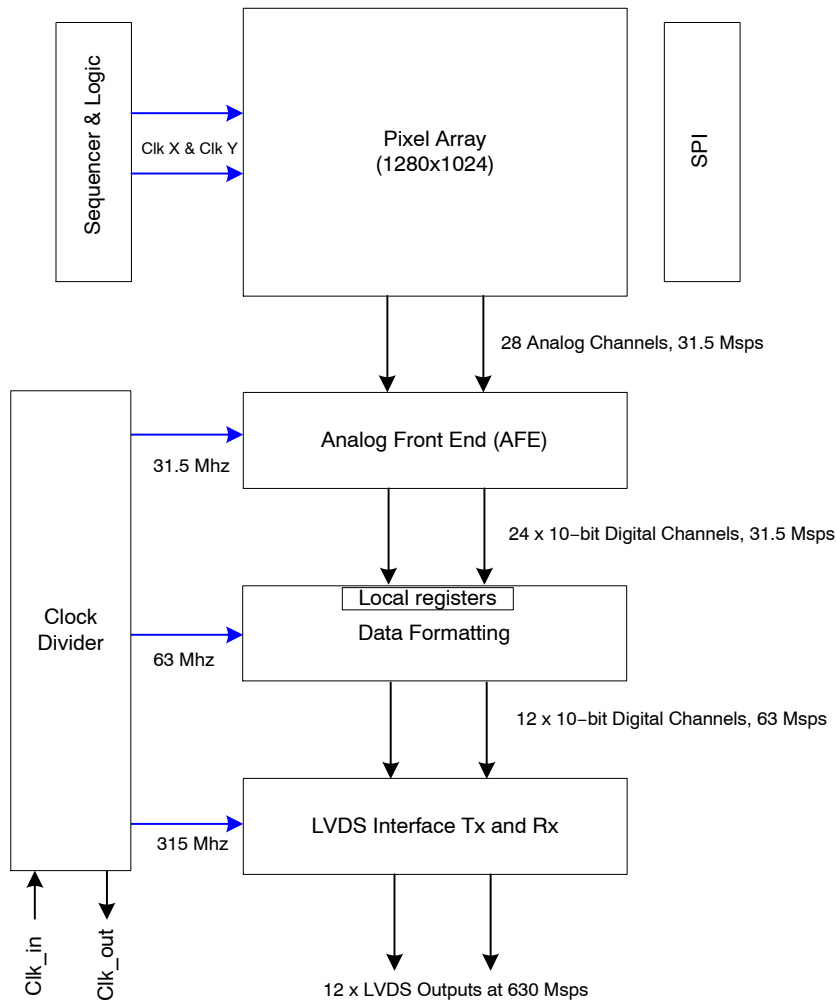 Sequencer & Logic
Clk X & Clk Y
Pixel Array
(1280x1024)
SPI
28 Analog Channels, 31.5 Msps
Analog Front End (AFE)
31.5 Mhz
24 x 10−bit Digital Channels, 31.5 Msps
Local registers
Data Formatting
Clock
Divider
63 Mhz
12 x 10−bit Digital Channels, 63 Msps
LVDS Interface Tx and Rx
315 Mhz
Clk_in
Clk_out
12 x LVDS Outputs at 630 Msps